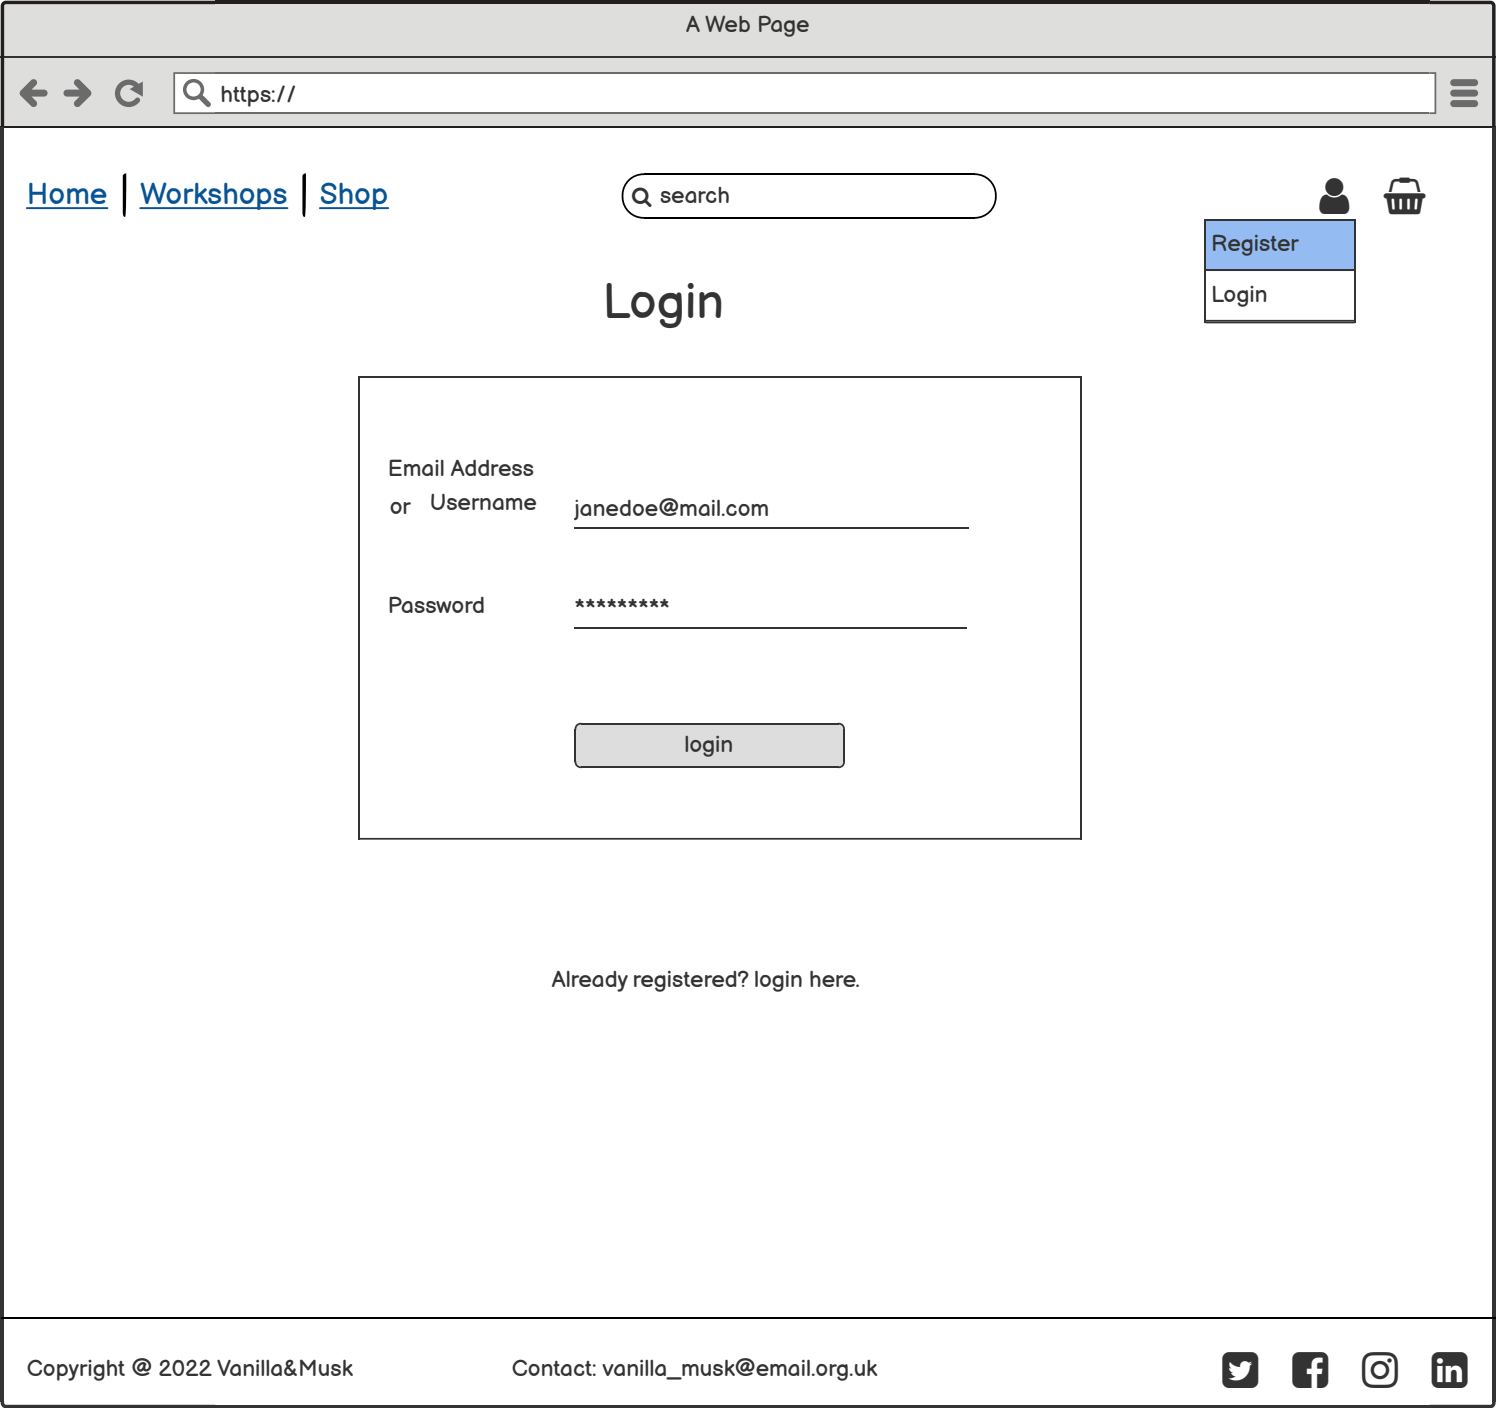 A Web Page
https://
Home Workshops Shop
search
Register
Login
Login
Email Address
or Username
janedoe@mail.com
Password
*********
login
Already registered? login here.
Copyright @ 2022 Vanilla&Musk
Contact: vanilla_musk@email.org.uk
in